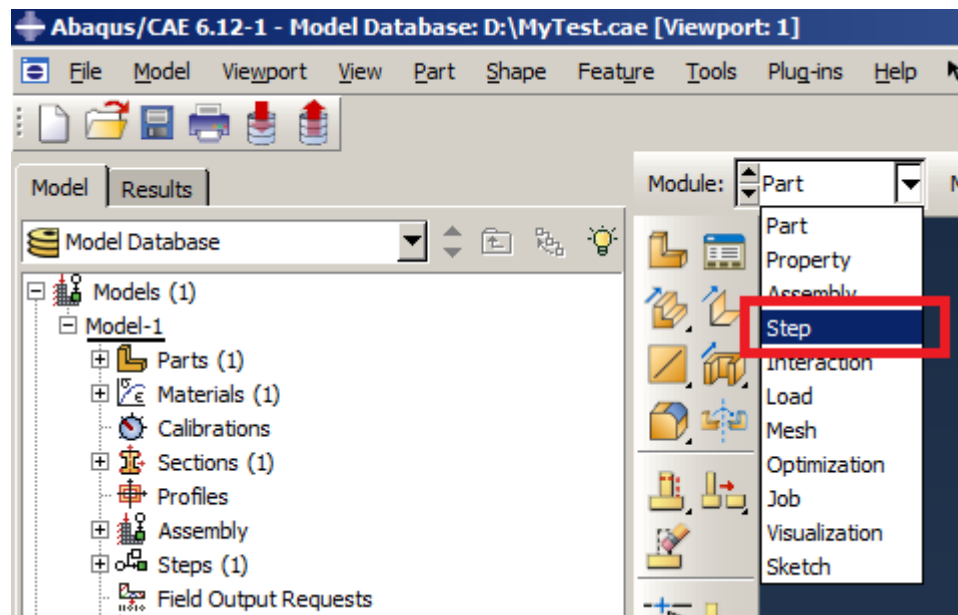 Abaqus/CAE 6.12-1 - Model Database: D:\MyTest.cae [Viewport: 1]
File Model Viewport View Part Shape Feature Tools Plug-ins Help
Model Results
Module: Part
Model Database
Part
Property
Assembly
Step
Interaction
Load
Mesh
Optimization
Job
Visualization
Sketch
Models (1)
Model-1
Parts (1)
Materials (1)
Calibrations
Sections (1)
Profiles
Assembly
Steps (1)
Field Output Requests